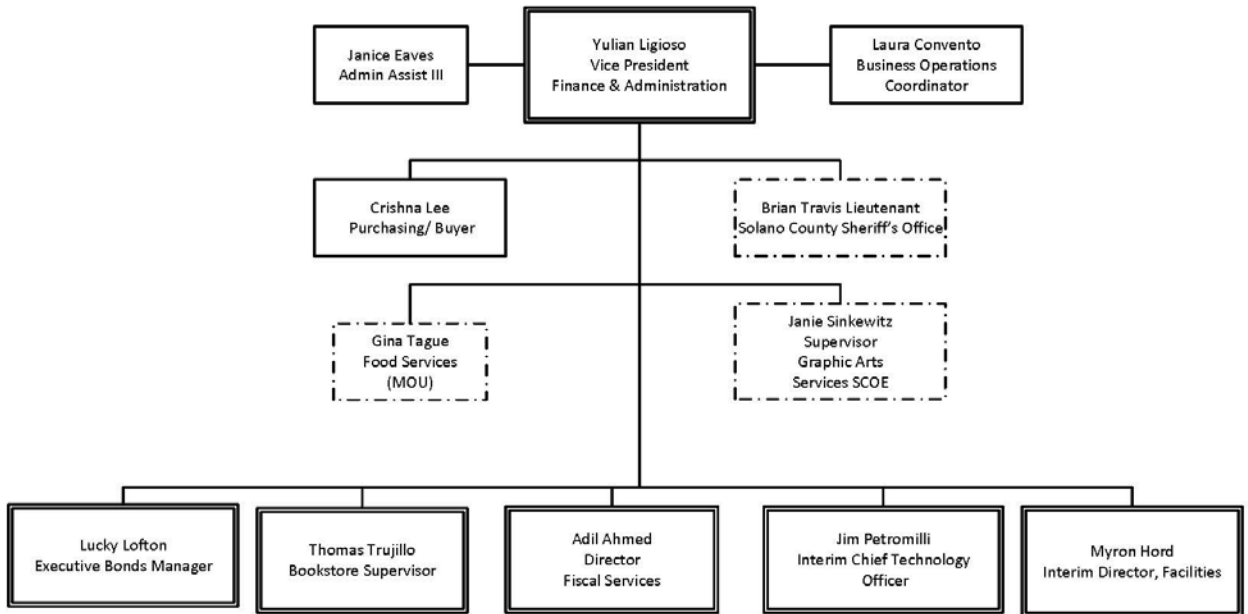 Janice Eaves
Admin Assist III
Yulian Ligioso
Vice President
Finance & Administration
Laura Convento
Business Operations
Coordinator
Crishna Lee
Purchasing/ Buyer
Brian Travis Lieutenant
Solano County Sheriff's Office
Gina Tague
Food Services
(MOU)
Janie Sinkewitz
Supervisor
Graphic Arts
Services SCOE
Lucky Lofton
Executive Bonds Manager
Thomas Trujillo
Bookstore Supervisor
Adil Ahmed
Director
Fiscal Services
Jim Petromilli
Interim Chief Technology
Officer
Myron Hord
Interim Director, Facilities